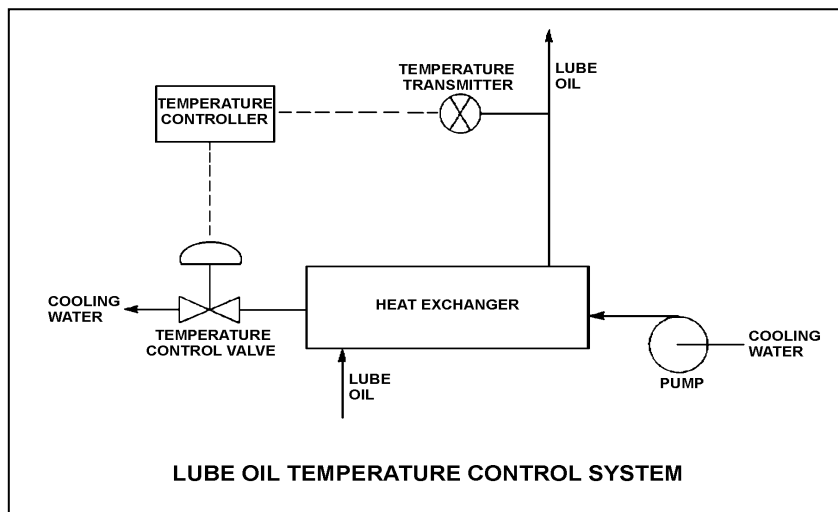 TEMPERATURE
TRANSMITTER
LUBE
OIL
TEMPERATURE
CONTROLLER
COOLING
WATER
TEMPERATURE
CONTROL VALVE
HEAT EXCHANGER
LUBE
OIL
COOLING
WATER
PUMP
LUBE OIL TEMPERATURE CONTROL SYSTEM